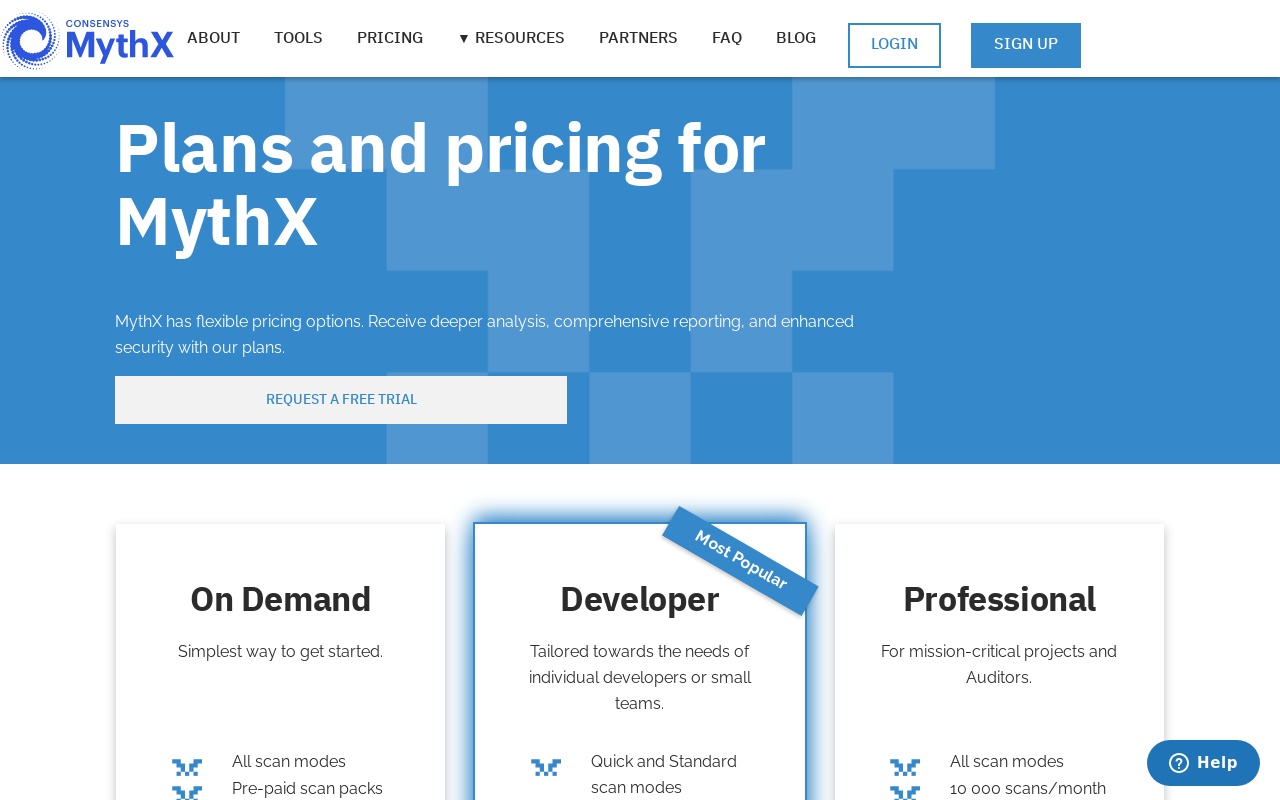 CONSENSYS
MythX
ABOUT
TOOLS
PRICING
▼ RESOURCES
PARTNERS
FAQ
BLOG
LOGIN
SIGN UP
Plans and pricing for
MythX
MythX has flexible pricing options. Receive deeper analysis, comprehensive reporting, and enhanced
security with our plans.
REQUEST A FREE TRIAL
On Demand
Simplest way to get started.
All scan modes
Pre-paid scan packs
Most Popular
Developer
Tailored towards the needs of
individual developers or small
teams.
Quick and Standard
scan modes
Professional
For mission-critical projects and
Auditors.
All scan modes
10 000 scans/month
Help